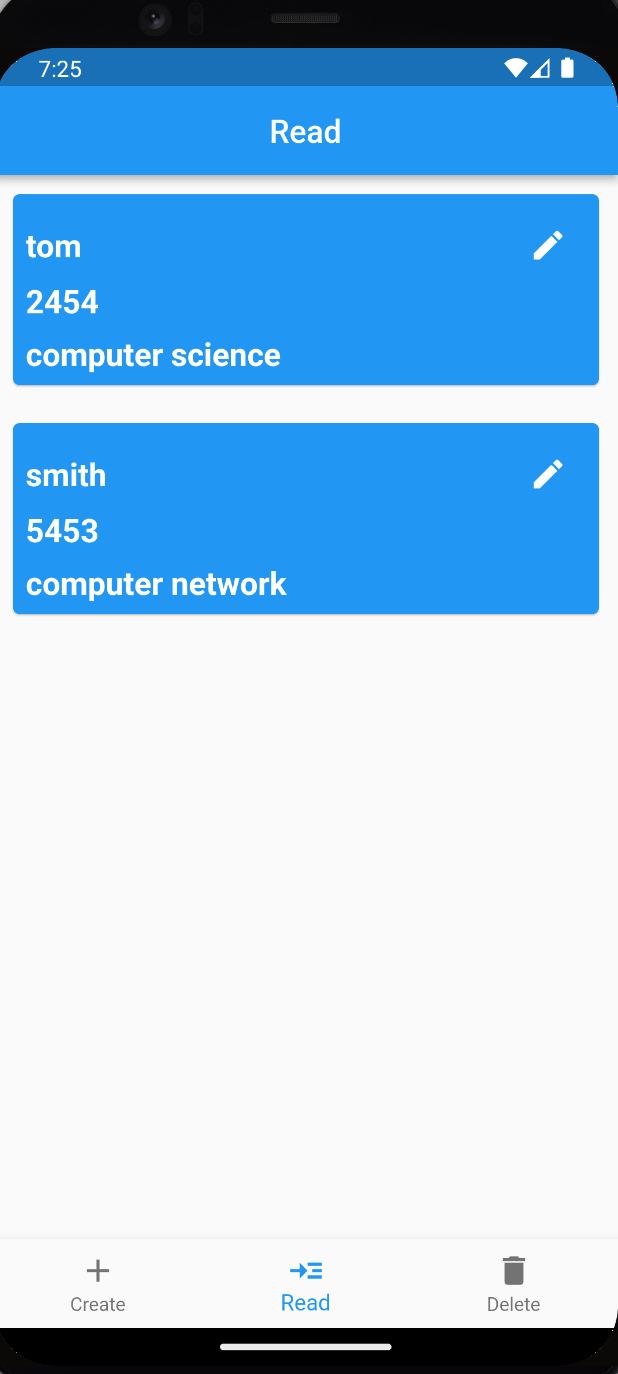 7:25
Read
tom
2454
computer science
smith
5453
computer network
Create
Read
Delete